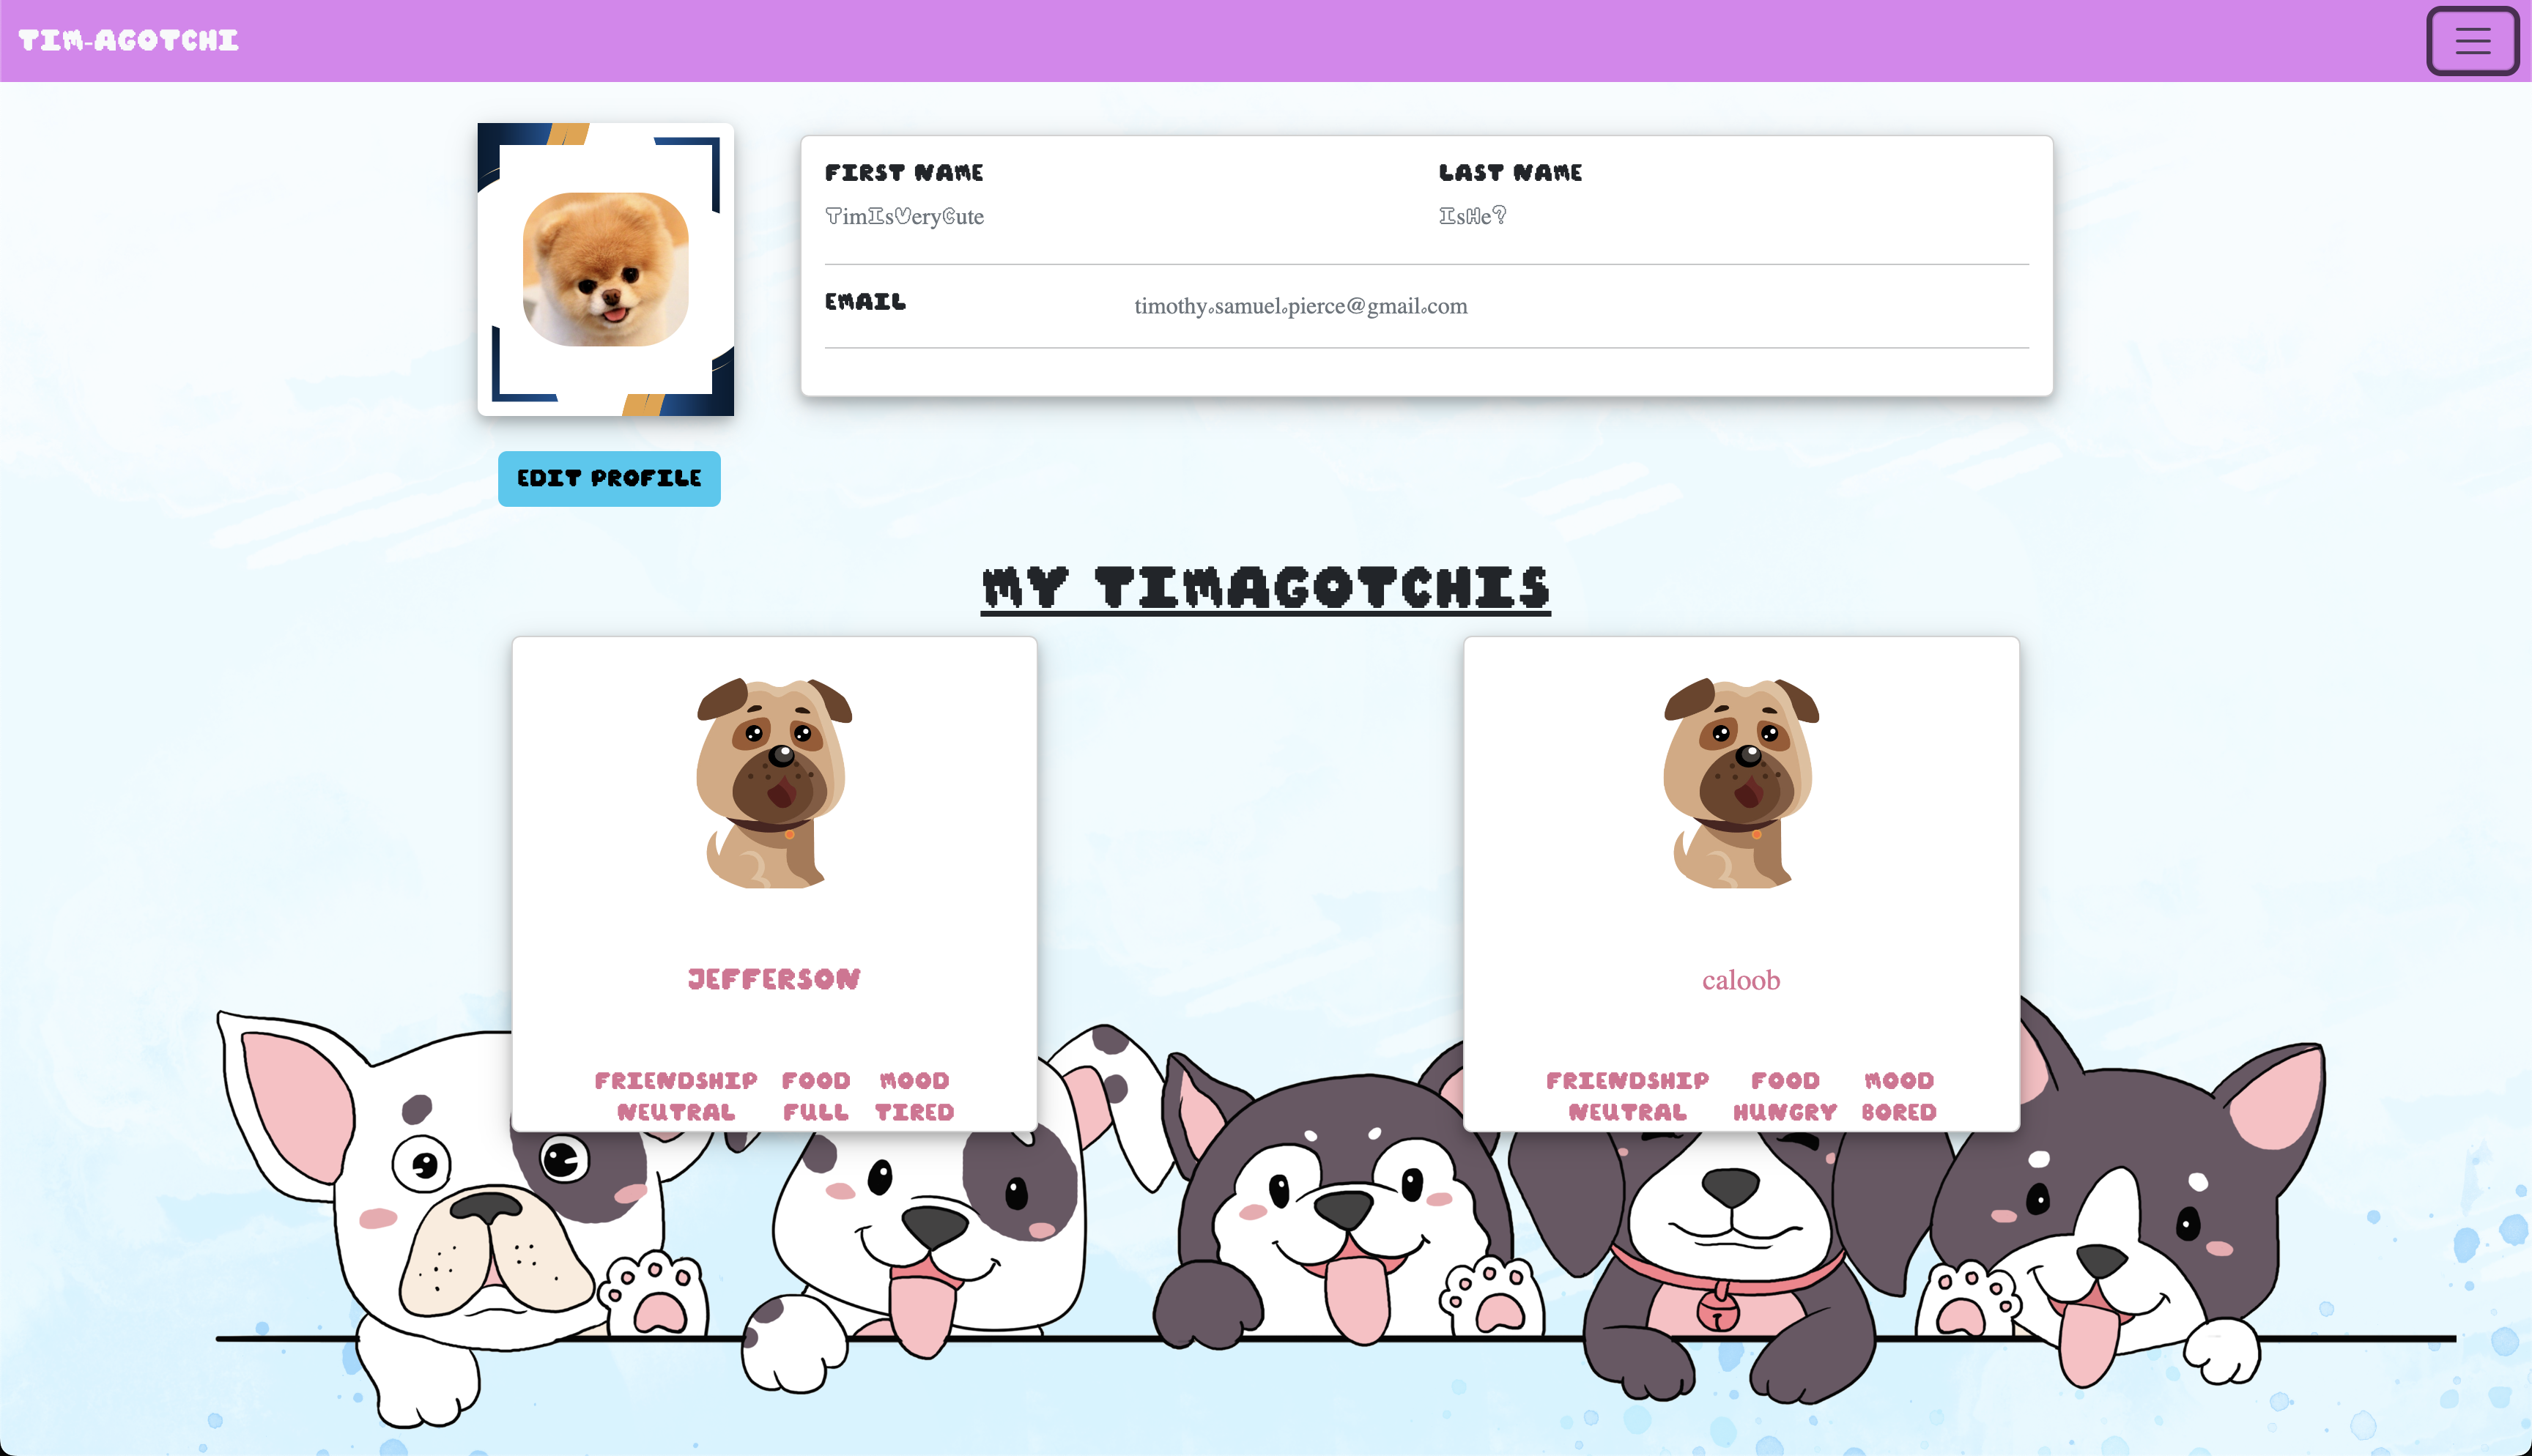 TIM-AGOTCHI
FIRST NAME
LAST NAME
TimIsVeryCute
IsHe?
EMAIL
timothy.samuel.pierce@gmail.com
EDIT PROFILE
MY TIMAGOTCHIS
JEFFERSON
FRIENDSHIP FOOD MOOD
NEUTRAL FULL TIRED
caloob
FRIENDSHIP FOOD MOOD
NEUTRAL HUNGRY BORED